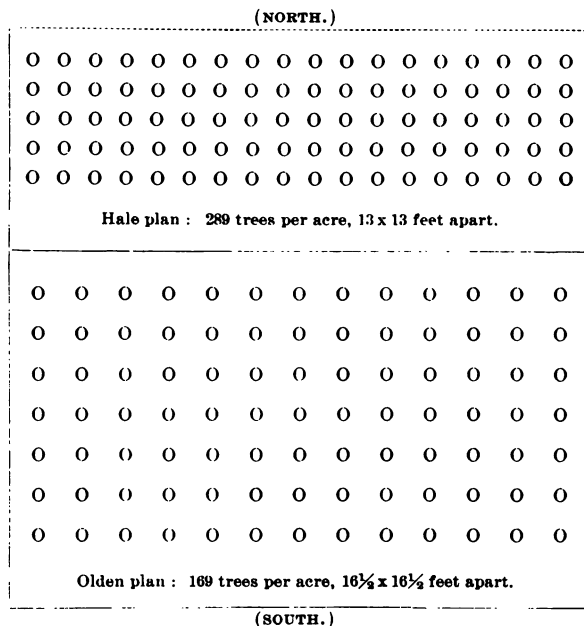 (NORTH.)
Hale plan : 289 trees per acre, 13 x 13 feet apart.
Olden plan : 169 trees per acre, 16½ x 16½ feet apart.
(SOUTH.)